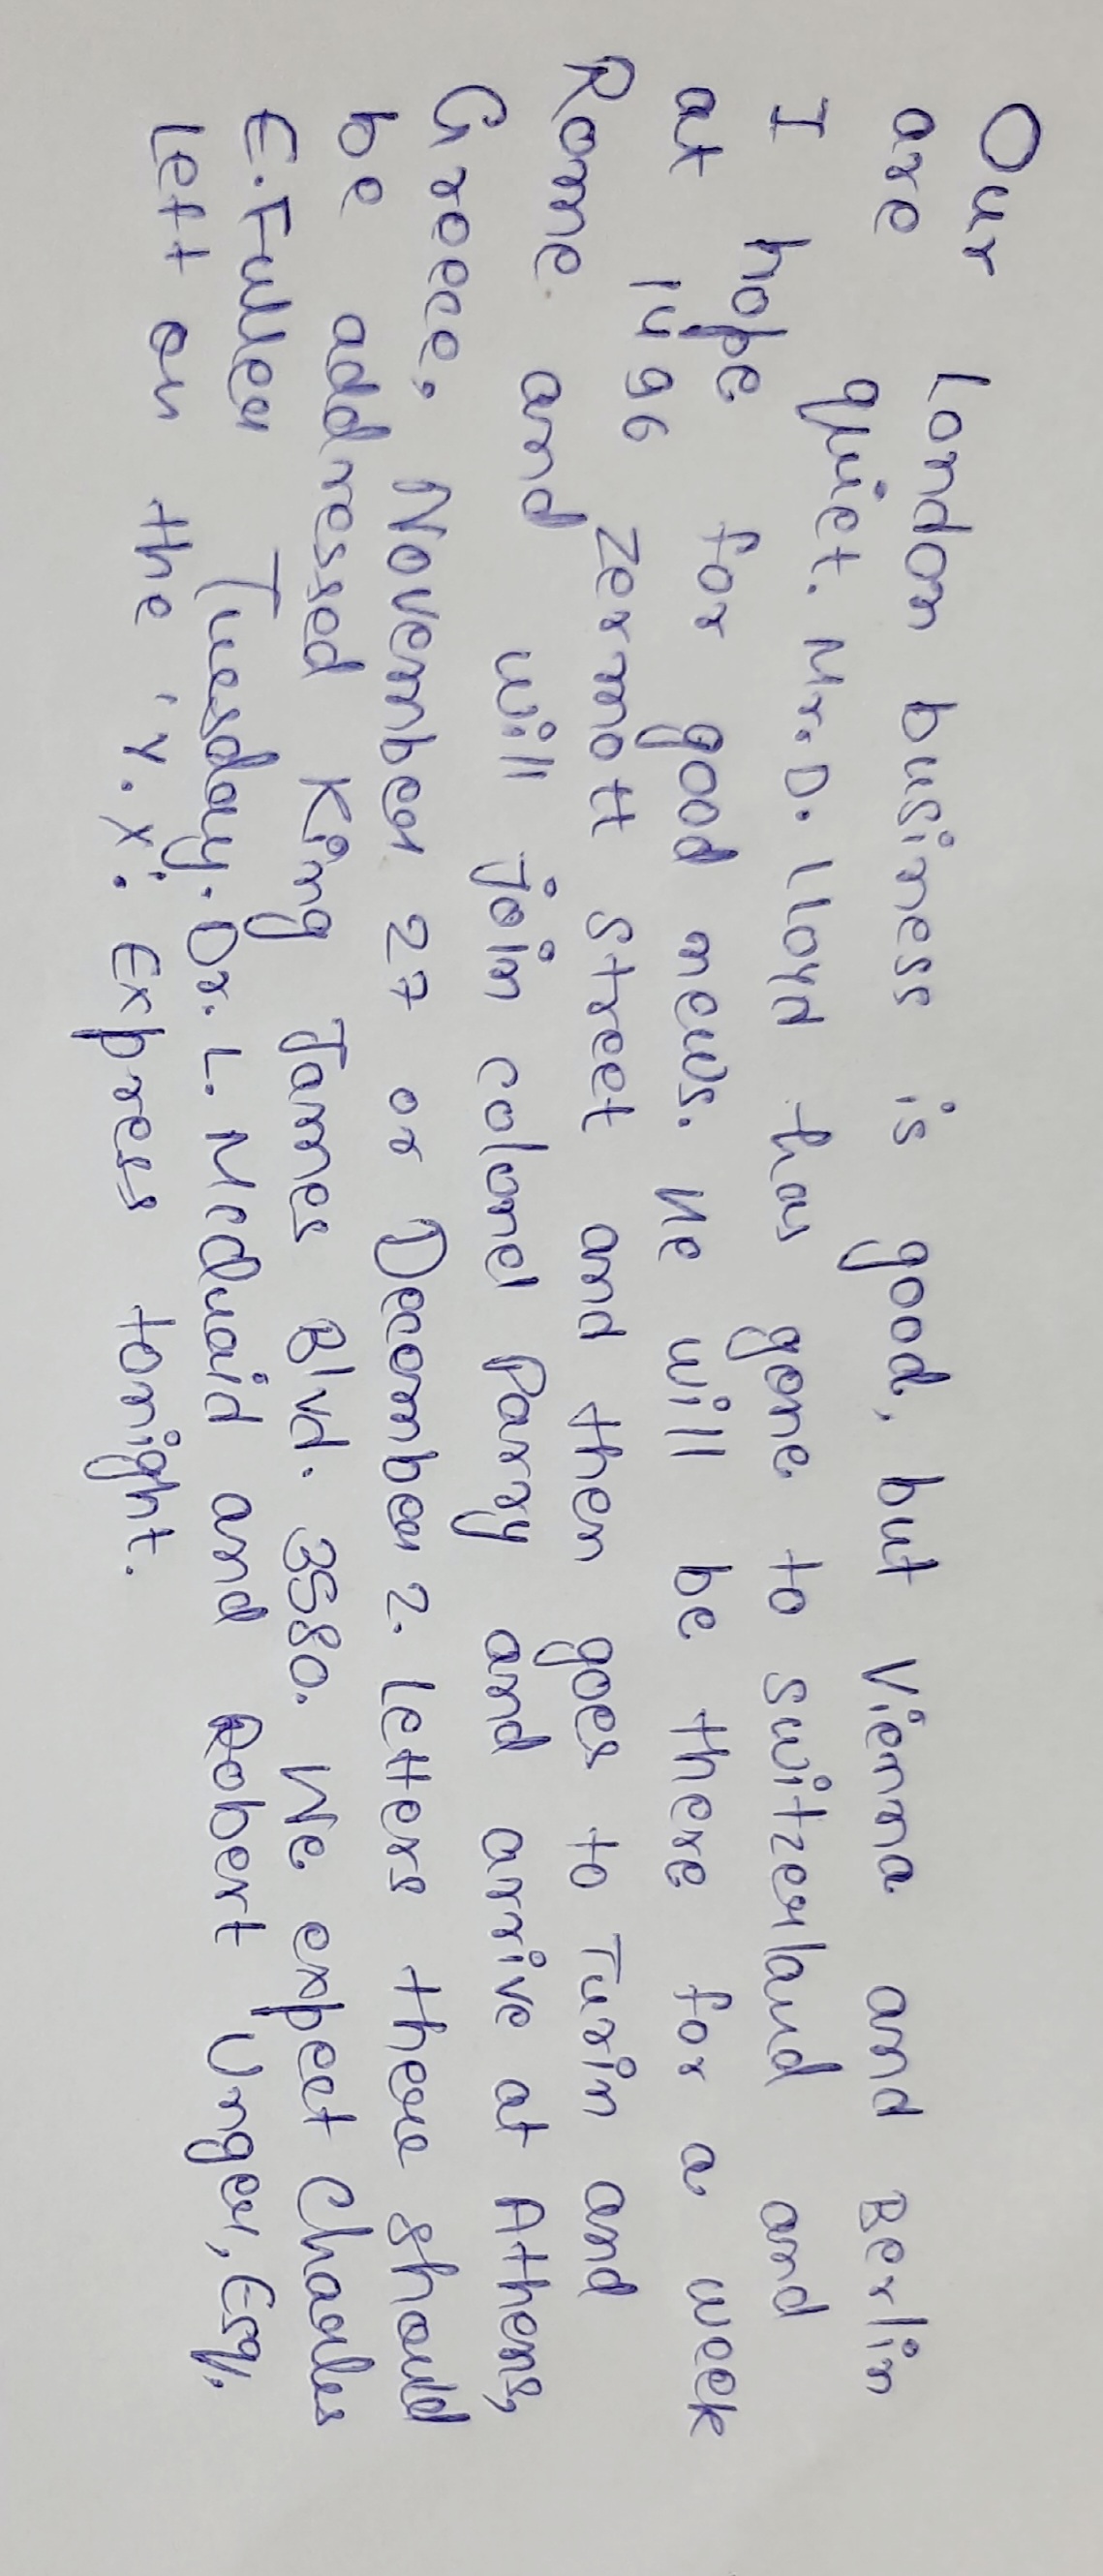 Our London business is good, but Vienna and Berlin
are quiet. Mr. D. Lloyd has gone to Switzerland and
I hope for good news. He will be there for a week
at 1496 Zermott Street and then goes to Turin and
Rome and will join Colonel Parry and arrive at Athens,
Greece, November 27 or December 2. Letters there should
be addressed King James Blvd. 3580. We expect Charles
E. Fuller Tuesday. Dr. L. McQuaid and Robert Unger, Esq.
left on the 'Y.X.' Express tonight.